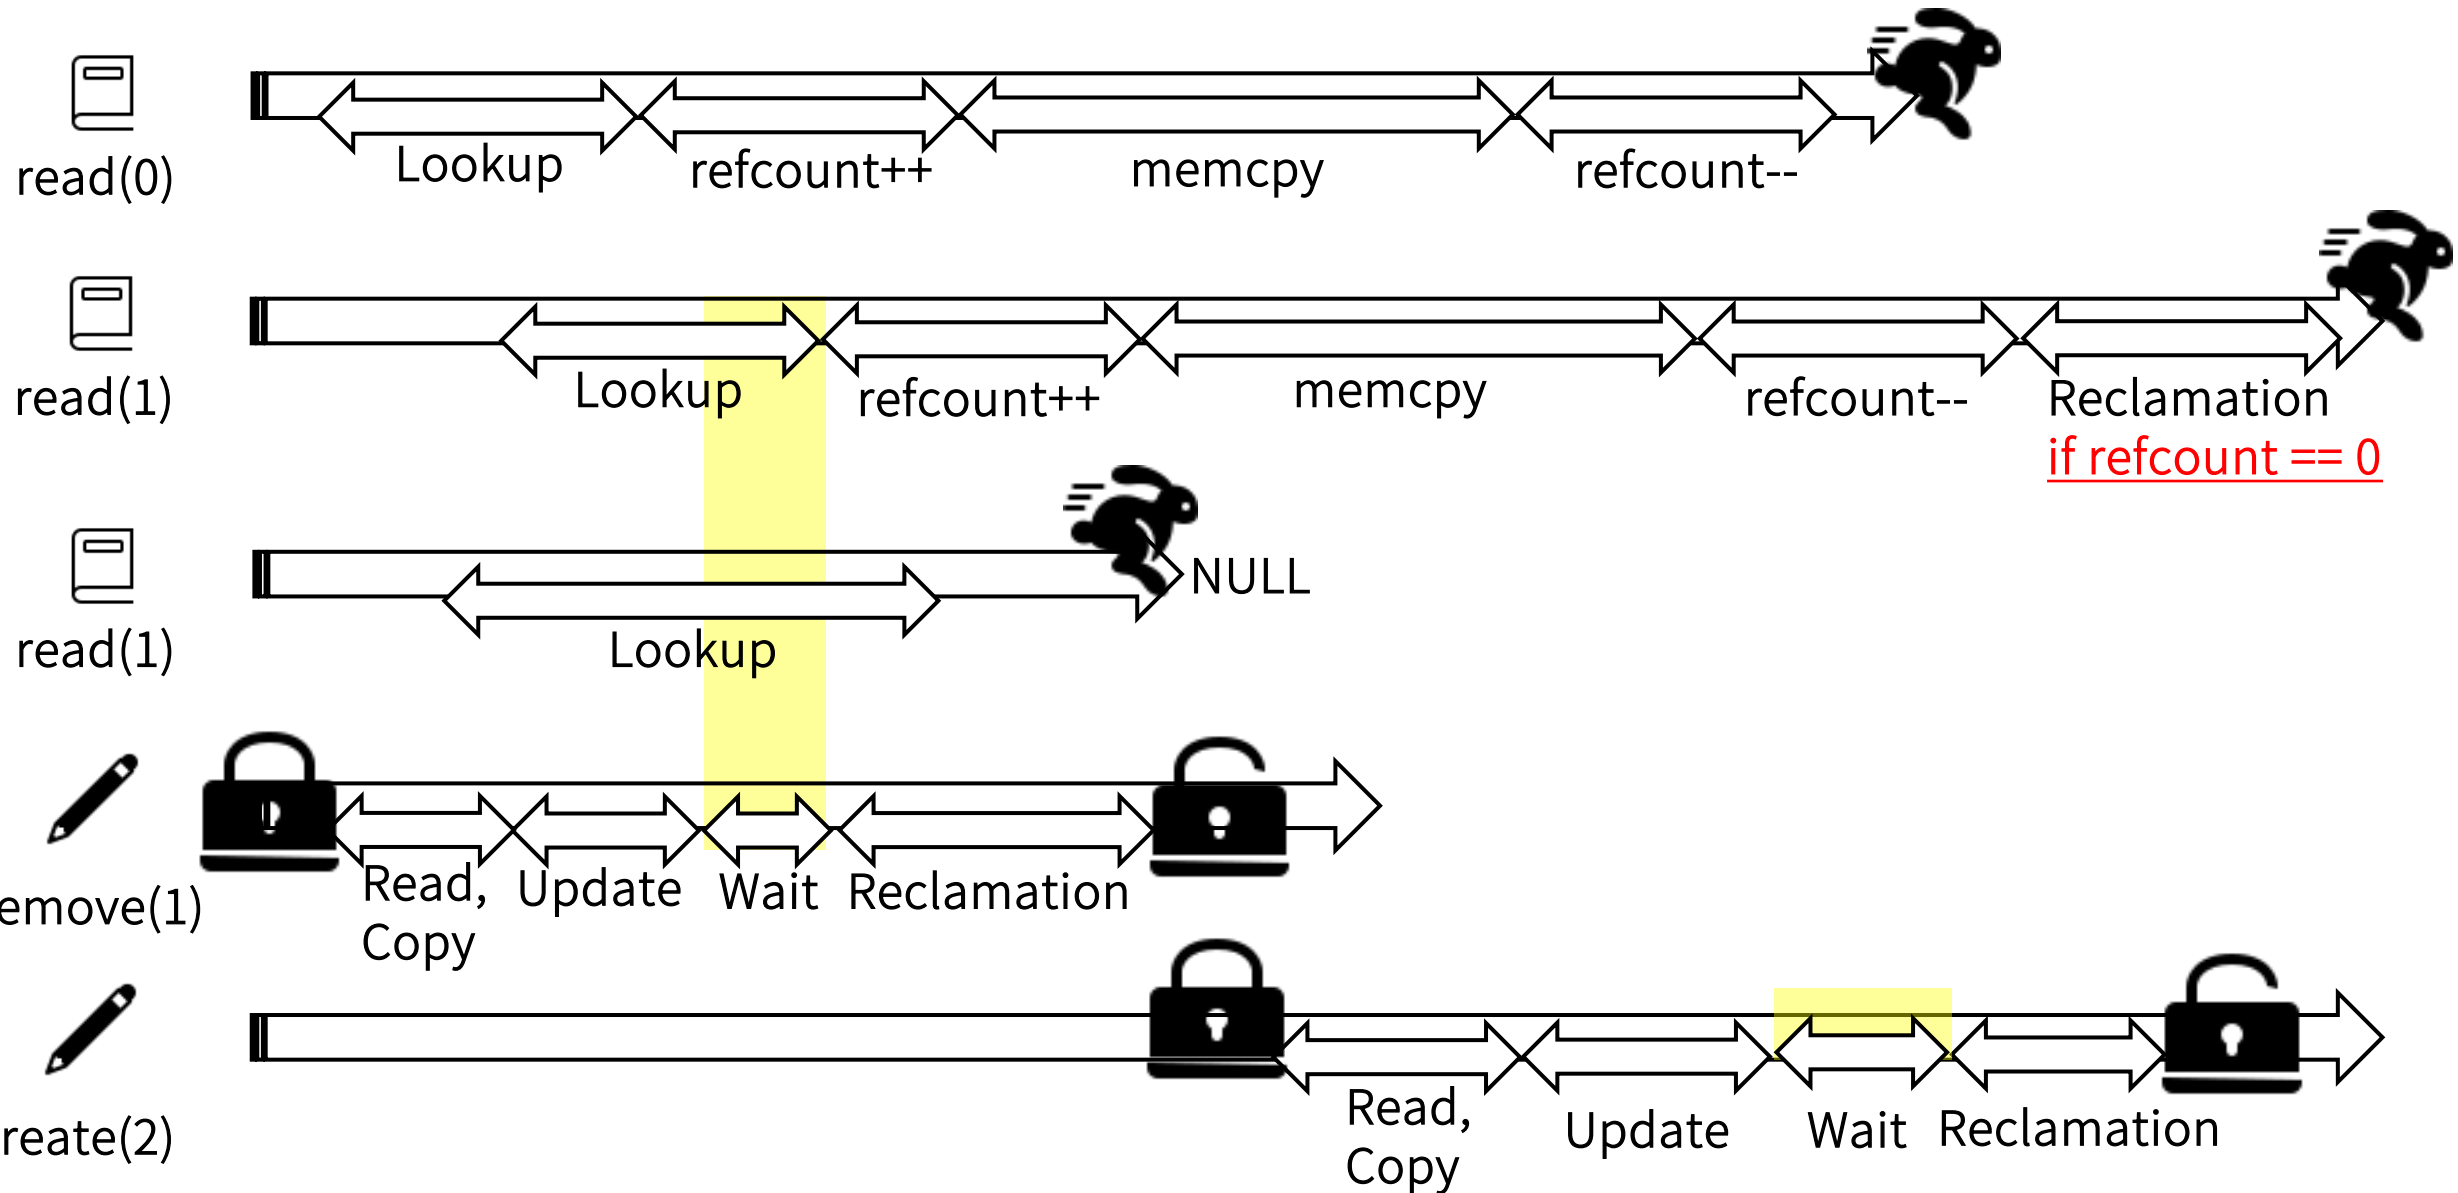 read(0)
Lookup
refcount++
memcpy
refcount--
read(1)
Lookup
refcount++
memcpy
refcount--
Reclamation
if refcount == 0
read(1)
Lookup
NULL
emove(1)
Read,
Copy
Update
Wait
Reclamation
reate(2)
Read,
Copy
Update
Wait
Reclamation